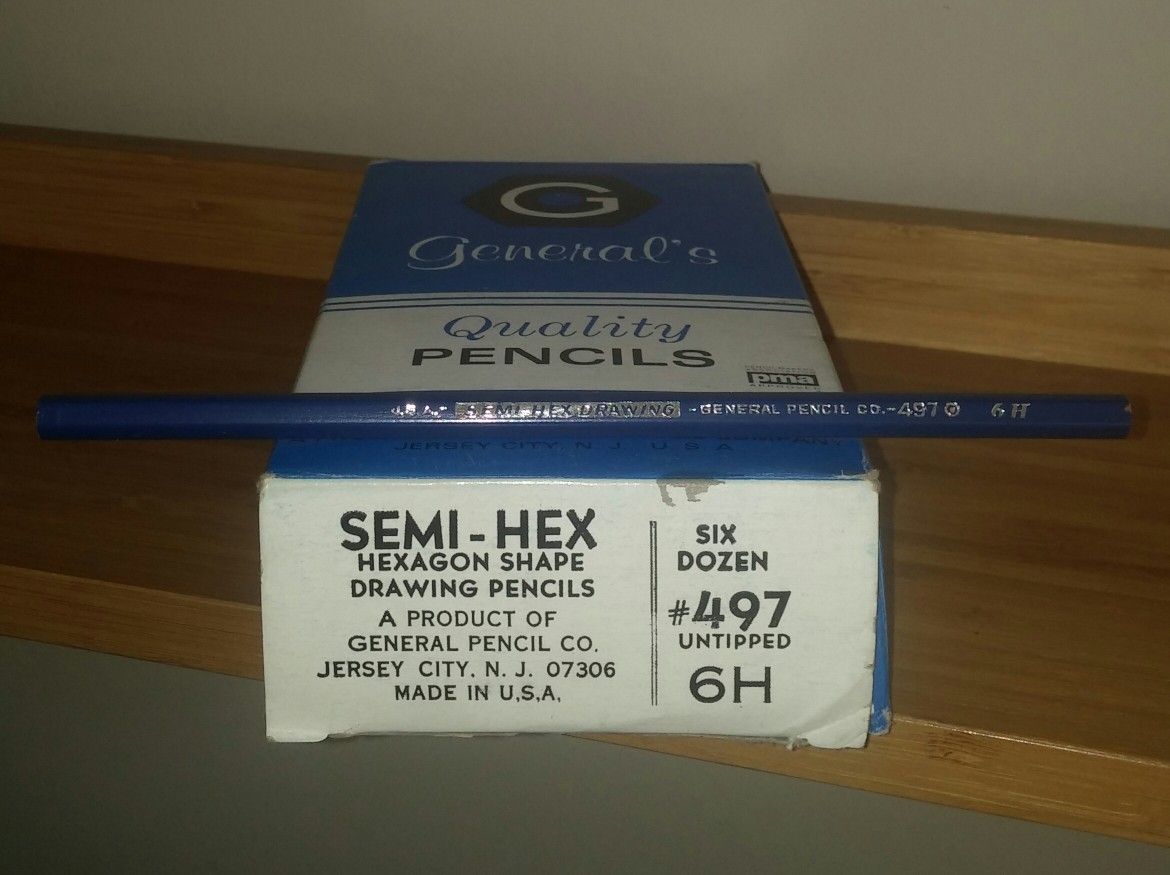 G
General's
Quality
PENCILS
pma
U.S.A.- SEMI-HEX DRAWING -GENERAL PENCIL CO.-497 6H
JERSEY CITY, N. J. U. S. A.
SEMI-HEX
HEXAGON SHAPE
DRAWING PENCILS
A PRODUCT OF
GENERAL PENCIL CO.
JERSEY CITY, N. J. 07306
MADE IN U.S.A.
SIX
DOZEN
#497
UNTIPPED
6H